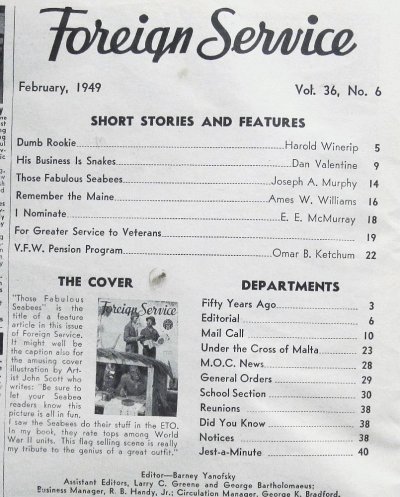 Foreign Service
February, 1949 Vol. 36, No. 6
SHORT STORIES AND FEATURES
Dumb Rookie Harold Winerip 5
His Business Is Snakes Dan Valentine 9
Those Fabulous Seabees Joseph A. Murphy 14
Remember the Maine Ames W. Williams 16
I Nominate E. E. McMurray 18
For Greater Service to Veterans 19
V.F.W. Pension Program Omar B. Ketchum 22
THE COVER
"Those Fabulous
Seabees" is the
title of a feature
article in this issue
of Foreign Service.
It might well be
the caption also for
the amusing cover
illustration by Art-
ist John Scott who
writes: "Be sure to
let your Seabee
readers know this
picture is all in fun.
I saw the Seabees do their stuff in the ETO.
In my book, they rate tops among World
War II units. This flag selling scene is really
my tribute to the genius of a great outfit."
Foreign Service
DEPARTMENTS
Fifty Years Ago 3
Editorial 6
Mail Call 10
Under the Cross of Malta 23
M.O.C. News 28
General Orders 29
School Section 30
Reunions 38
Did You Know 38
Notices 38
Jest-a-Minute 40
Editor—Barney Yanofsky
Assistant Editors, Larry C. Greene and George Bartholomaeus;
Business Manager, R. B. Handy, Jr.; Circulation Manager, George K. Bradford.